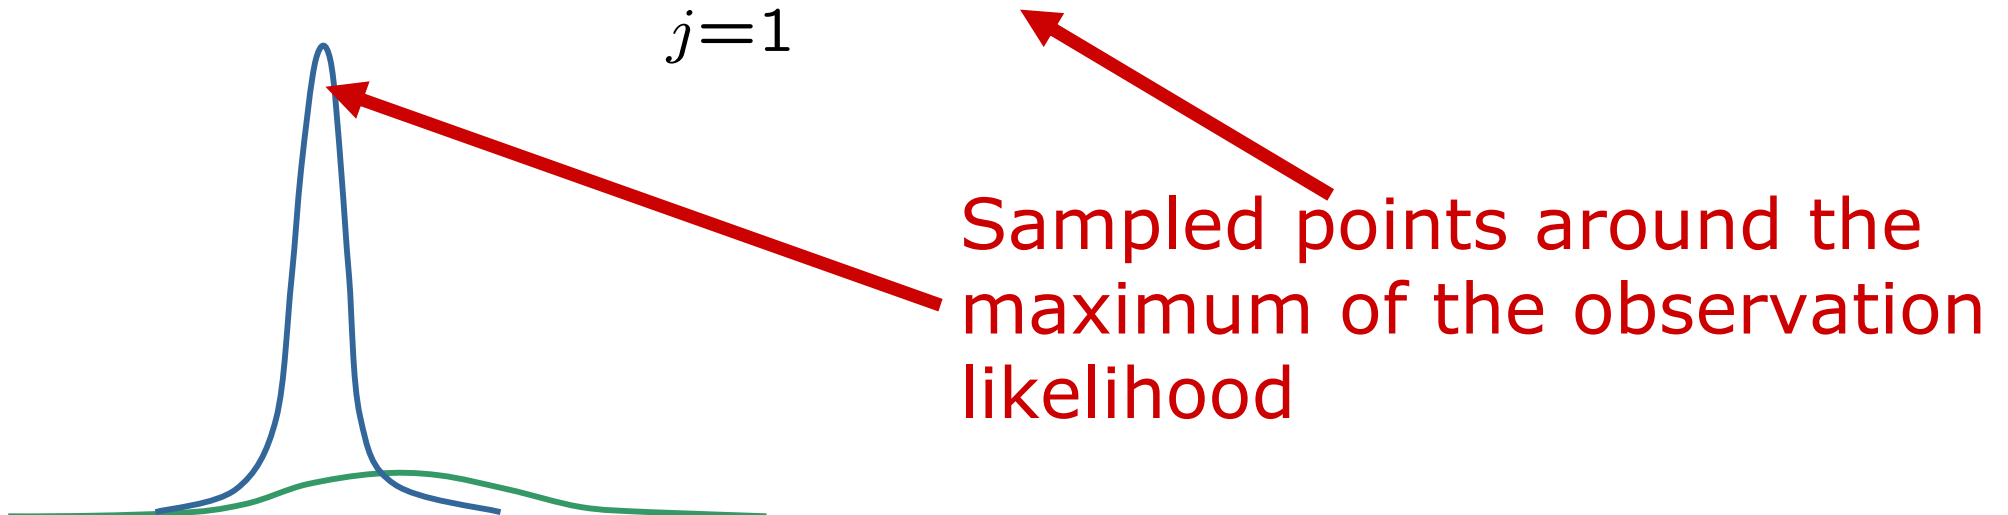 j=1
Sampled points around the
maximum of the observation
likelihood